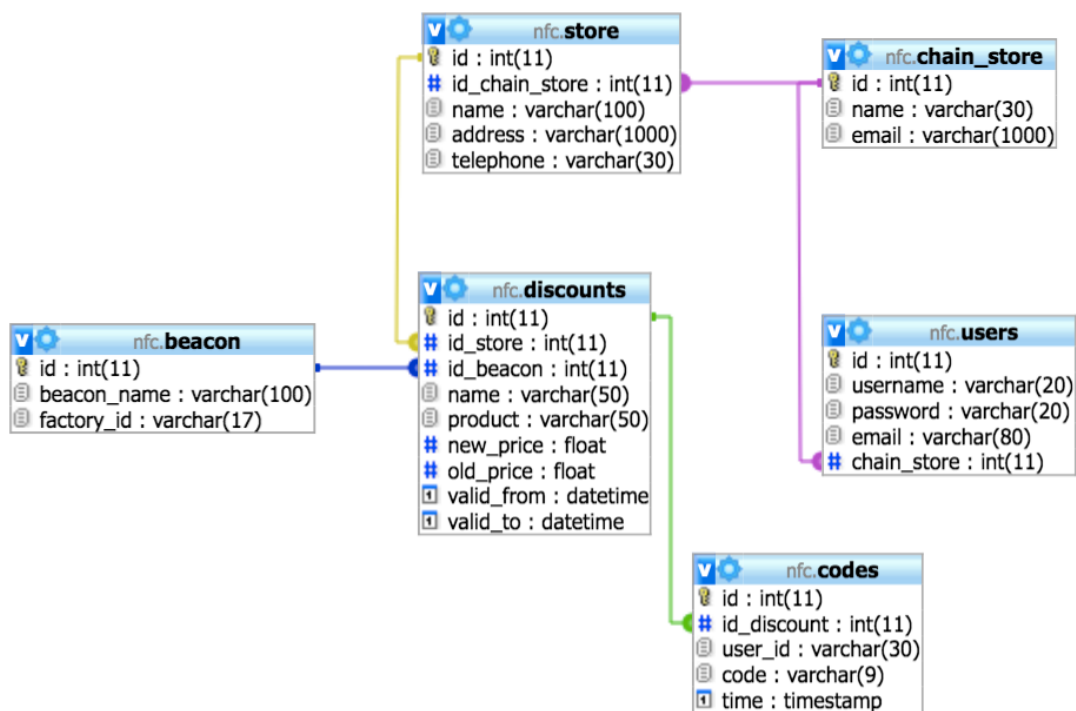 v nfc.store
id : int(11)
# id_chain_store : int(11)
name : varchar(100)
address : varchar(1000)
telephone : varchar(30)
v nfc.chain_store
id : int(11)
name : varchar(30)
email : varchar(1000)
v nfc.discounts
id : int(11)
# id_store : int(11)
# id_beacon : int(11)
name : varchar(50)
product : varchar(50)
# new_price : float
# old_price : float
valid_from : datetime
valid_to : datetime
v nfc.beacon
id : int(11)
beacon_name : varchar(100)
factory_id : varchar(17)
v nfc.users
id : int(11)
username : varchar(20)
password : varchar(20)
email : varchar(80)
# chain_store : int(11)
v nfc.codes
id : int(11)
# id_discount : int(11)
user_id : varchar(30)
code : varchar(9)
time : timestamp